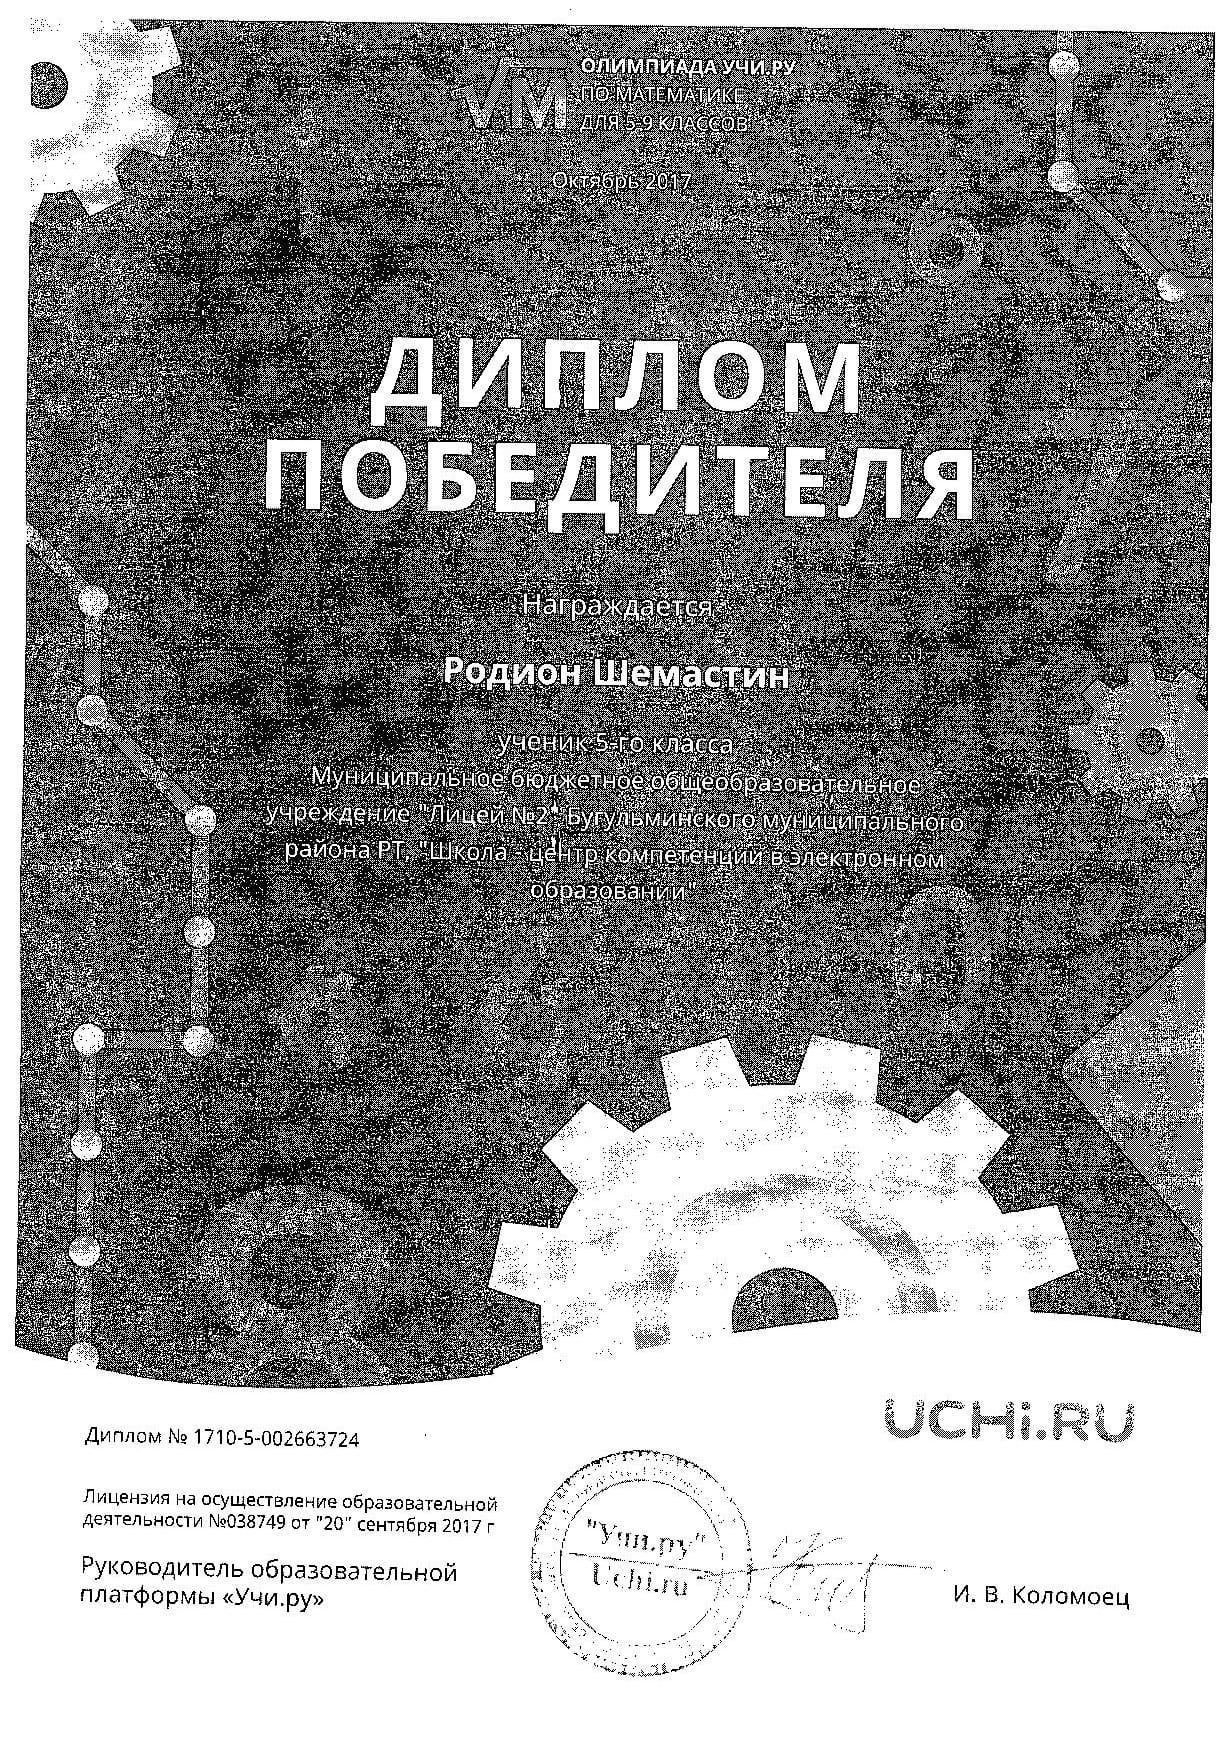 ОЛИМПИАДА УЧИ.РУ
ПО МАТЕМАТИКЕ
ДЛЯ 5-9 КЛАССОВ
Октябрь 2017
ДИПЛОМ
ПОБЕДИТЕЛЯ
Награждается
Родион Шемастин
ученик 5-го класса
Муниципальное бюджетное общеобразовательное
учреждение "Лицей №2" Бугульминского муниципального
района РТ, "Школа - центр компетенций в электронном
образовании"
UCHi.RU
Диплом № 1710-5-002663724
Лицензия на осуществление образовательной
деятельности №038749 от "20" сентября 2017 г
Руководитель образовательной
платформы «Учи.ру»
"Учи.ру"
Uchi.ru
И. В. Коломоец